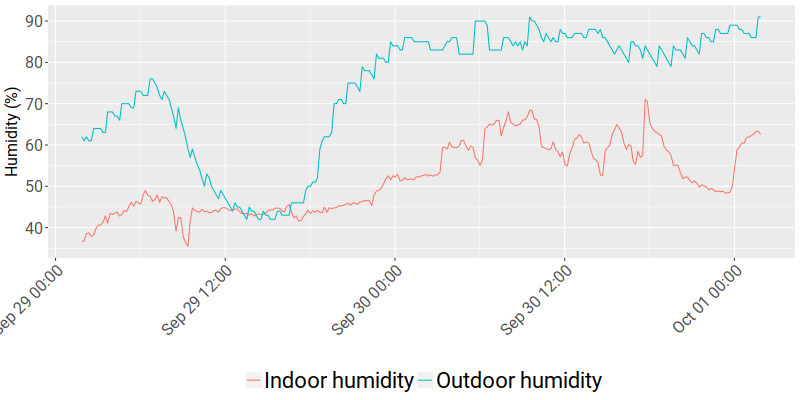 90
80
70
60
50
40
Humidity (%)
ep 29 00:00
Sep 29 12:00
Sep 30 00:00
Sep 30 12:00
Oct 01 00:00
Indoor humidity Outdoor humidity